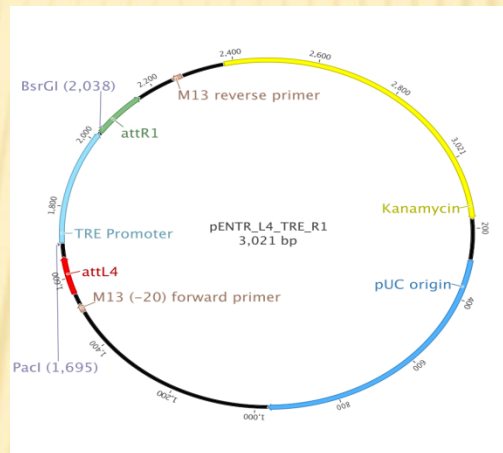 2,400
2,600
2,800
3,021
200
400
600
800
1,000
1,200
1,400
1,600
1,800
2,000
2,200
BsrGI (2,038)
M13 reverse primer
attR1
Kanamycin
TRE Promoter
pENTR_L4_TRE_R1
3,021 bp
attL4
pUC origin
M13 (-20) forward primer
PacI (1,695)